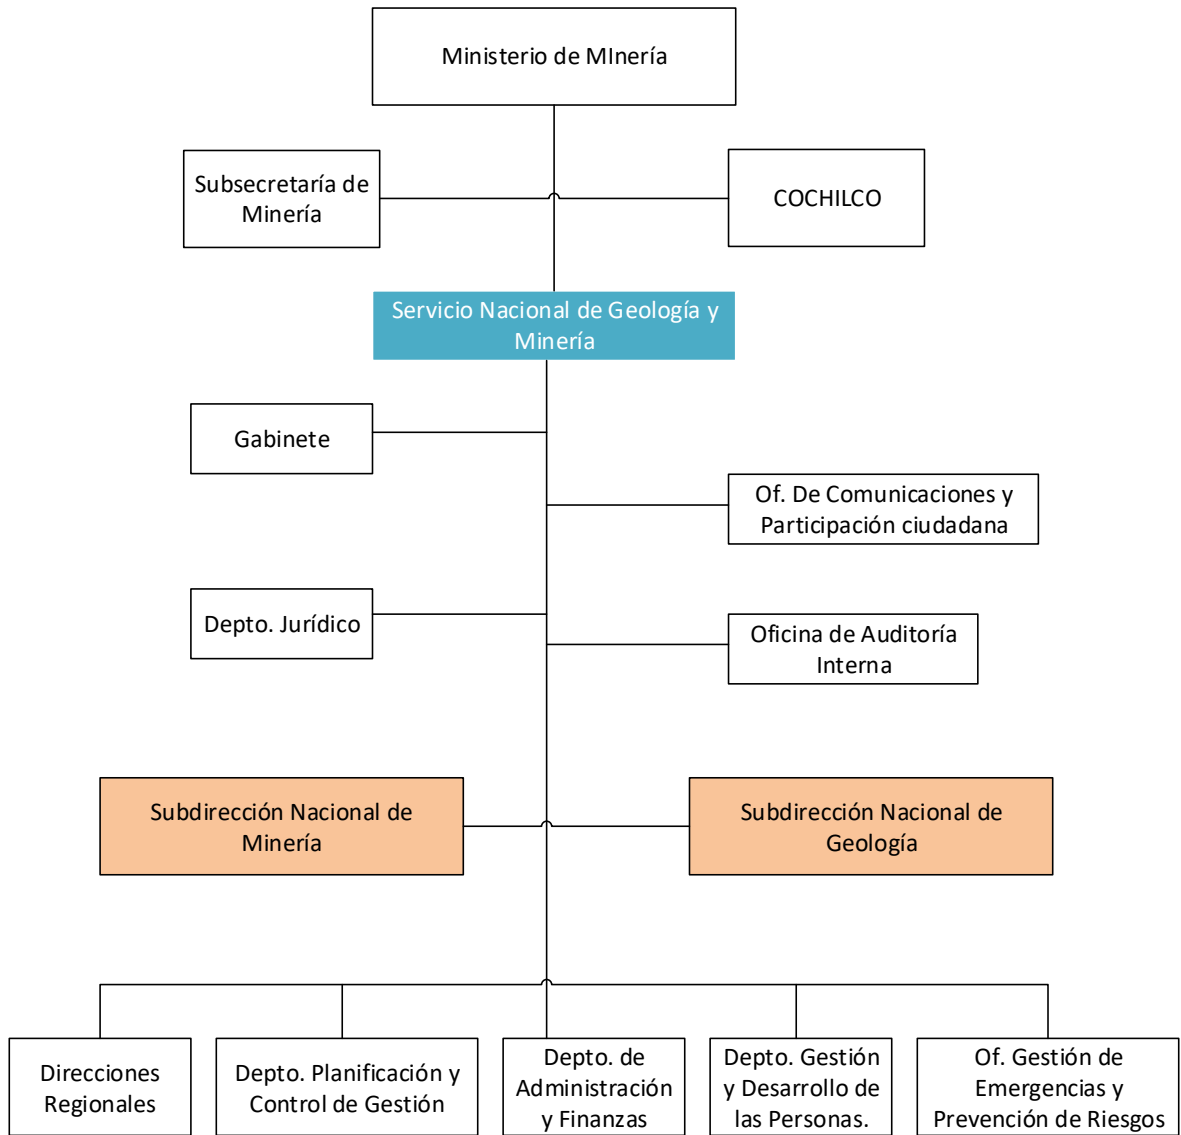 Ministerio de MInería
Subsecretaría de
Minería
COCHILCO
Servicio Nacional de Geología y
Minería
Gabinete
Of. De Comunicaciones y
Participación ciudadana
Depto. Jurídico
Oficina de Auditoría
Interna
Subdirección Nacional de
Minería
Subdirección Nacional de
Geología
Direcciones
Regionales
Depto. Planificación y
Control de Gestión
Depto. de
Administración
y Finanzas
Depto. Gestión
y Desarrollo de
las Personas.
Of. Gestión de
Emergencias y
Prevención de Riesgos